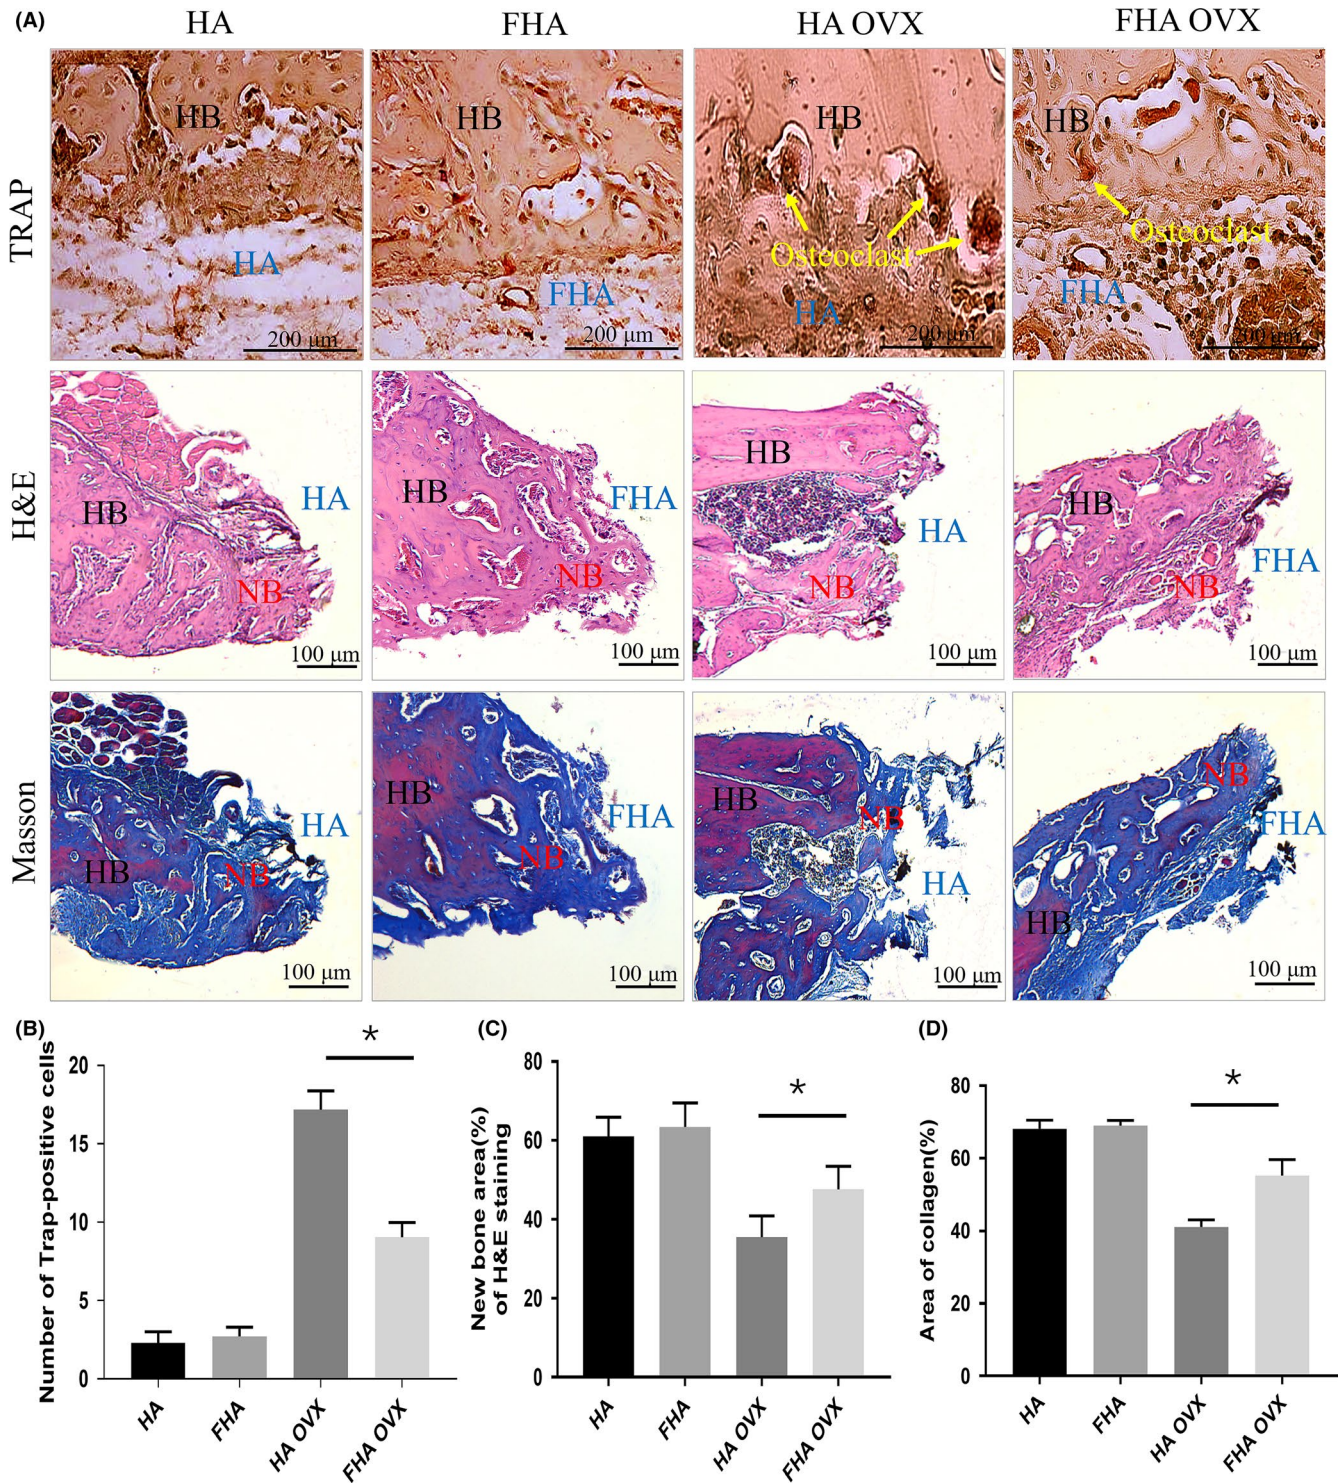 (A)
HA
FHA
HA OVX
FHA OVX
TRAP
HB
HA
200 μm
HB
FHA
200 μm
HB
Osteoclast
HA
200 μm
HB
Osteoclast
FHA
200 μm
H&E
HB
HA
NB
100 μm
HB
FHA
NB
100 μm
HB
HA
NB
100 μm
HB
FHA
NB
100 μm
Masson
HA
HB
NB
100 μm
HB
FHA
NB
100 μm
HB
NB
HA
100 μm
NB
FHA
HB
100 μm
(B)
*
Number of Trap-positive cells
20
15
10
5
0
HA
FHA
HA OVX
FHA OVX
(C)
*
New bone area(%)
of H&E staining
80
60
40
20
0
HA
FHA
HA OVX
FHA OVX
(D)
*
Area of collagen(%)
80
60
40
20
0
HA
FHA
HA OVX
FHA OVX